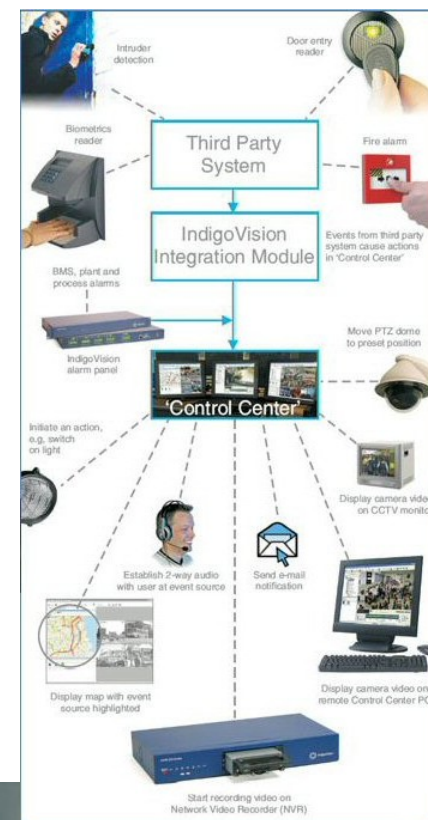 Intruder
detection
Door entry
reader
Biometrics
reader
Third Party
System
Fire alarm
IndigoVision
Integration Module
Events from third party
system cause actions
in 'Control Center'
BMS, plant and
process alarms
IndigoVision
alarm panel
Move PTZ dome
to preset position
'Control Center'
Initiate an action,
e.g, switch
on light
Display camera video
on CCTV monito
Establish 2-way audio
with user at event source
Send e-mail
notification
Display map with event
source highlighted
Display camera video on
remote Control Center PC
Start recording video on
Network Video Recorder (NVR)